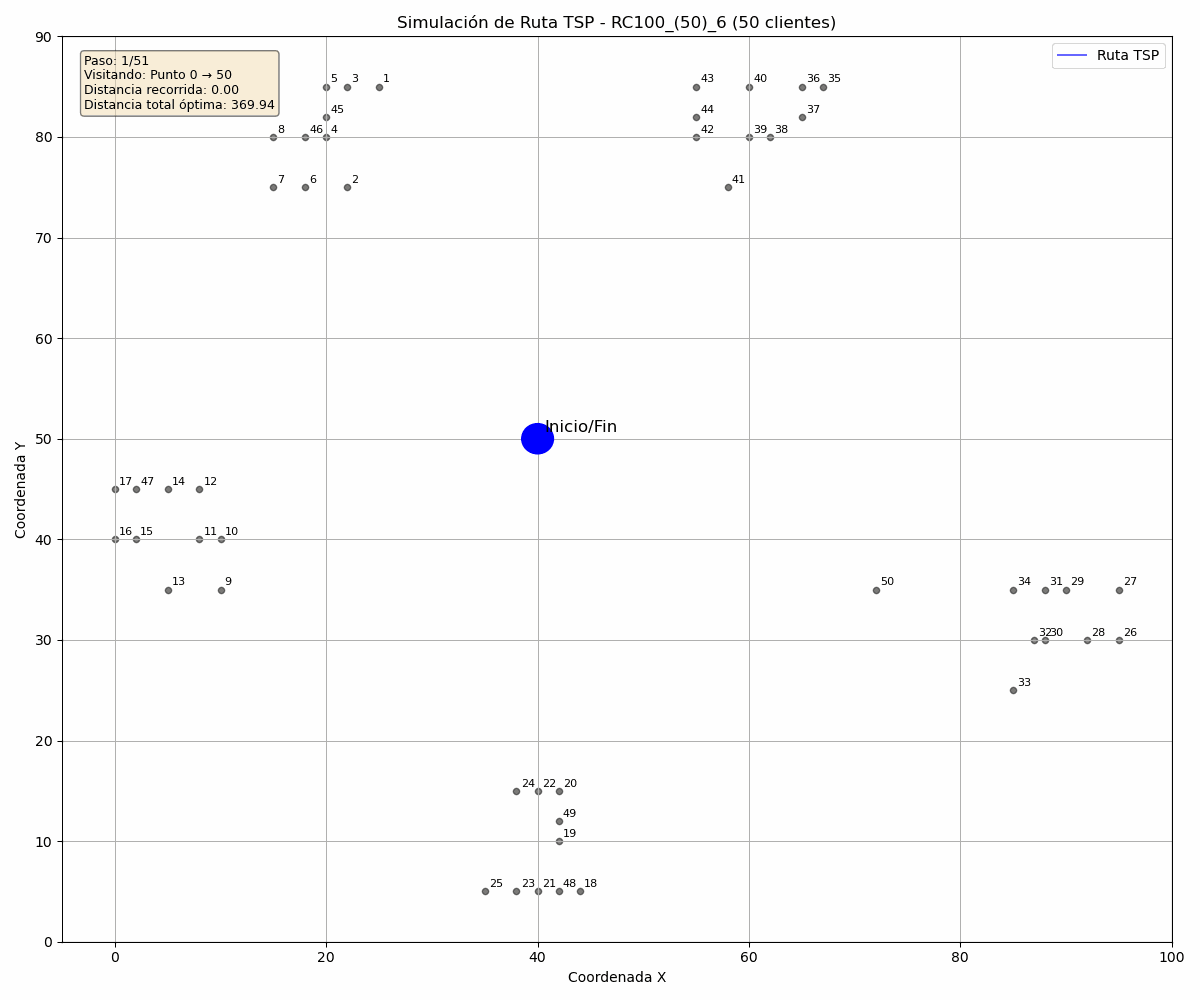 Simulación de Ruta TSP - RC100_(50)_6 (50 clientes)
Ruta TSP
Paso: 1/51
Visitando: Punto 0 → 50
Distancia recorrida: 0.00
Distancia total óptima: 369.94
90
80
70
60
50
40
30
20
10
0
Coordenada Y
5 3 1
45
8 46 4
7 6 2
43 40 36 35
44 37
42 39 38
41
Inicio/Fin
17 47 14 12
16 15 11 10
13 9
50 34 31 29 27
32 30 28 26
33
24 22 20
49
19
25 23 21 48 18
0 20 40 60 80 100
Coordenada X